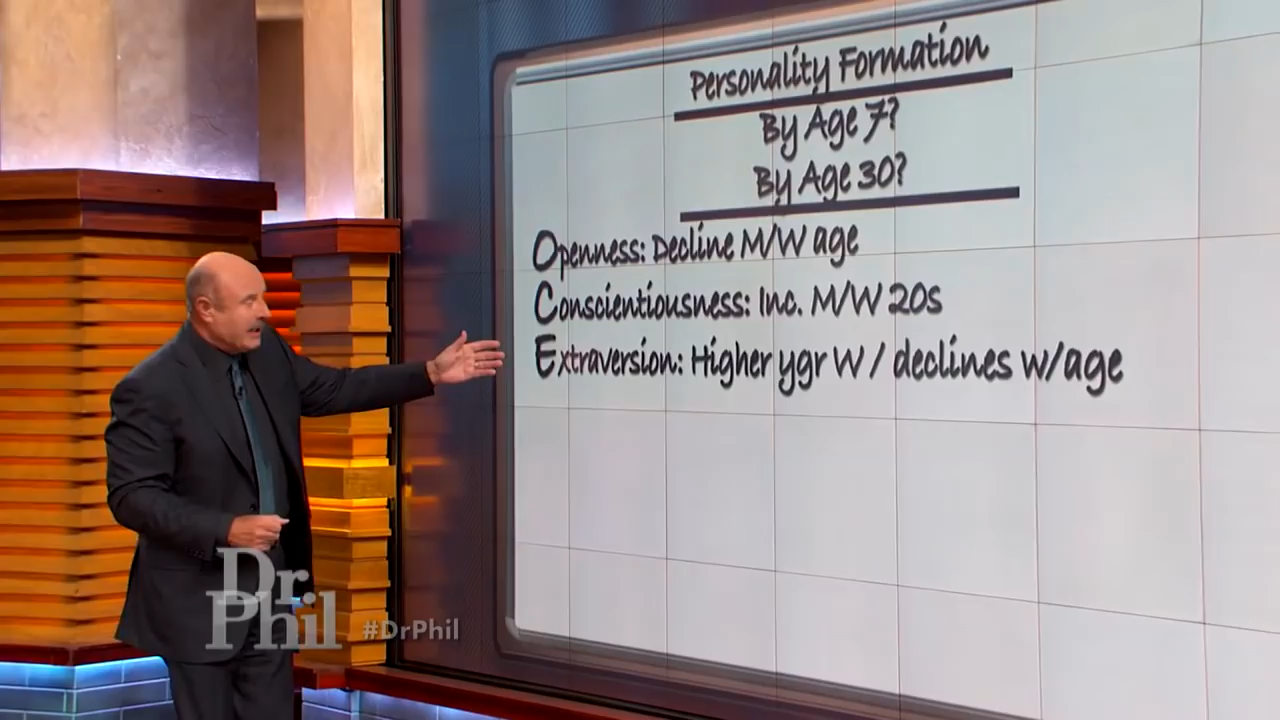 Personality Formation
By Age 7?
By Age 30?
Openness: Decline M/W age
Conscientiousness: Inc. M/W 20s
Extraversion: Higher ygr W / declines w/age
Dr
Phil
#DrPhil